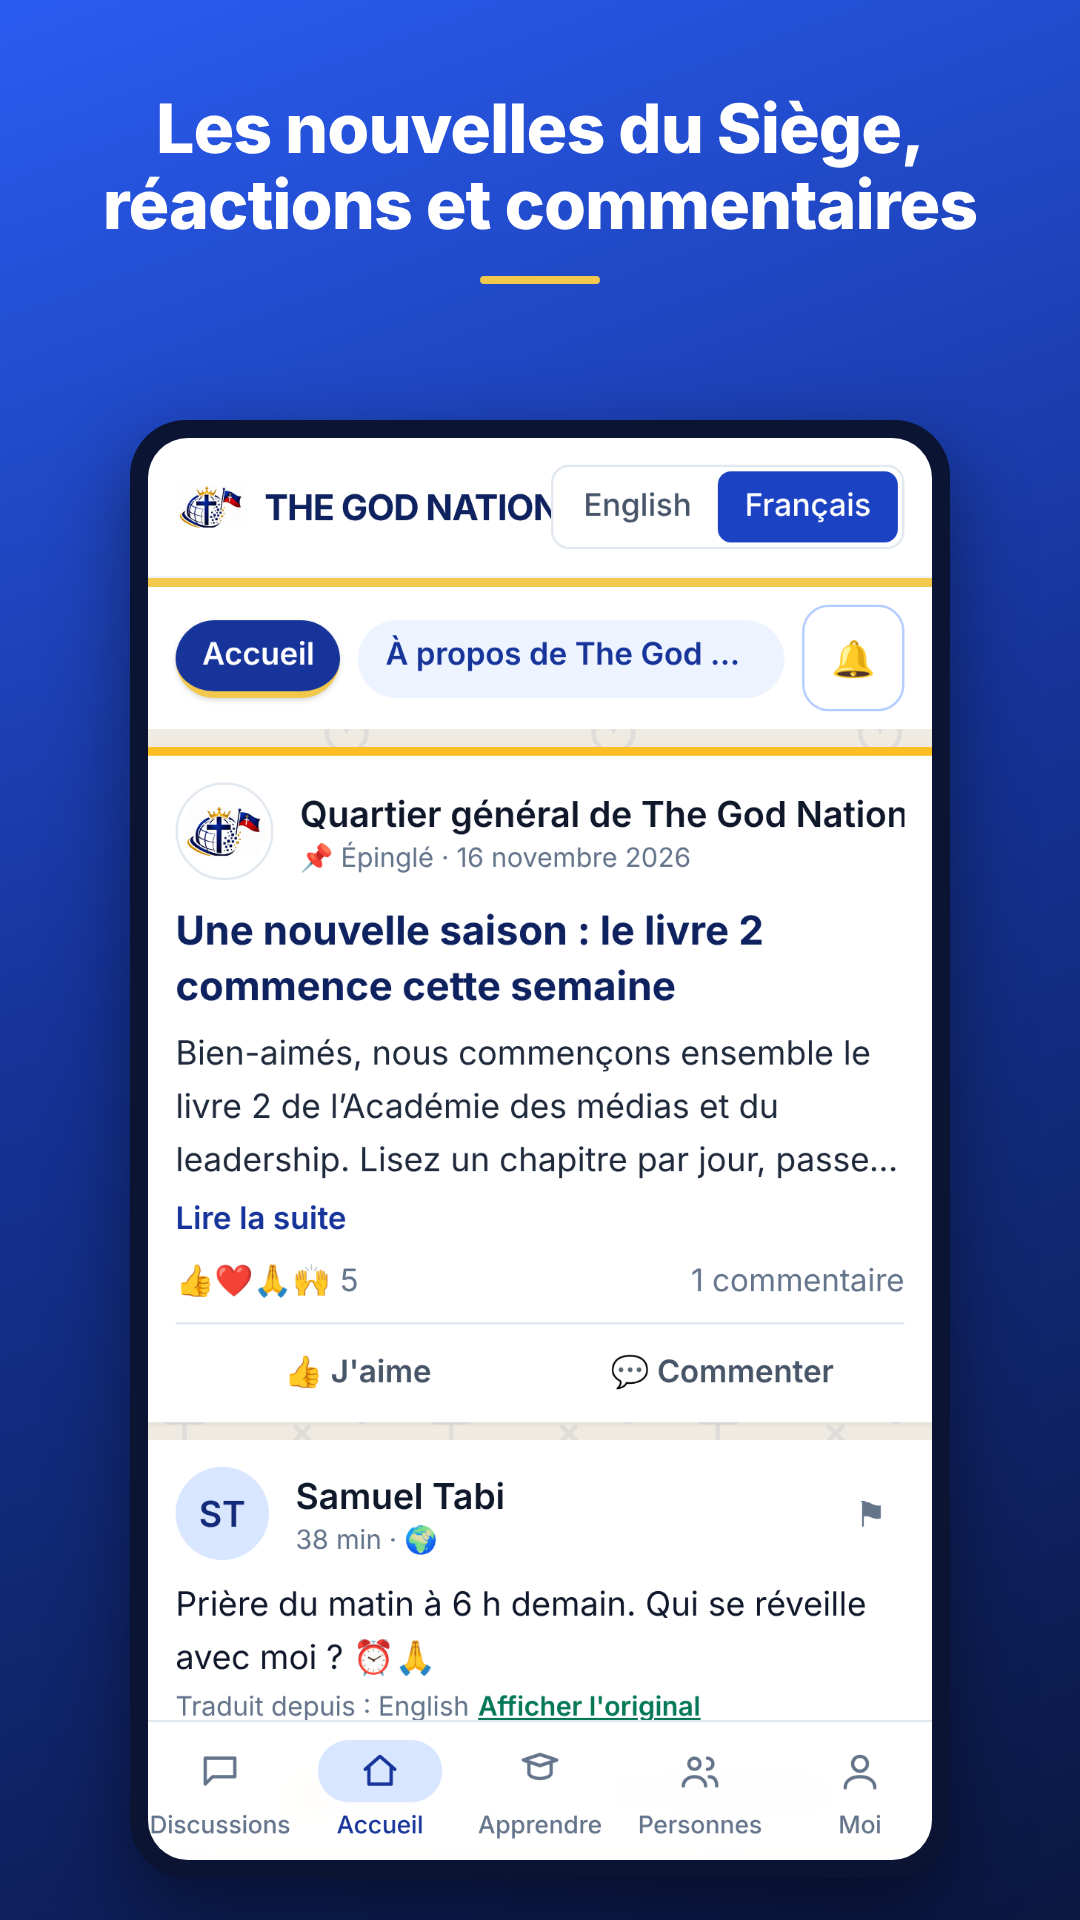 Les nouvelles du Siège,
réactions et commentaires
THE GOD NATION
English
Français
Accueil
À propos de The God ...
Quartier général de The God Nation
📌 Épinglé · 16 novembre 2026
Une nouvelle saison : le livre 2
commence cette semaine
Bien-aimés, nous commençons ensemble le
livre 2 de l’Académie des médias et du
leadership. Lisez un chapitre par jour, passe...
Lire la suite
👍❤️🙏🙌 5
1 commentaire
👍 J'aime
💬 Commenter
ST
Samuel Tabi
38 min · 🌍
Prière du matin à 6 h demain. Qui se réveille
avec moi ? ⏰🙏
Traduit depuis : English Afficher l'original
Discussions
Accueil
Apprendre
Personnes
Moi